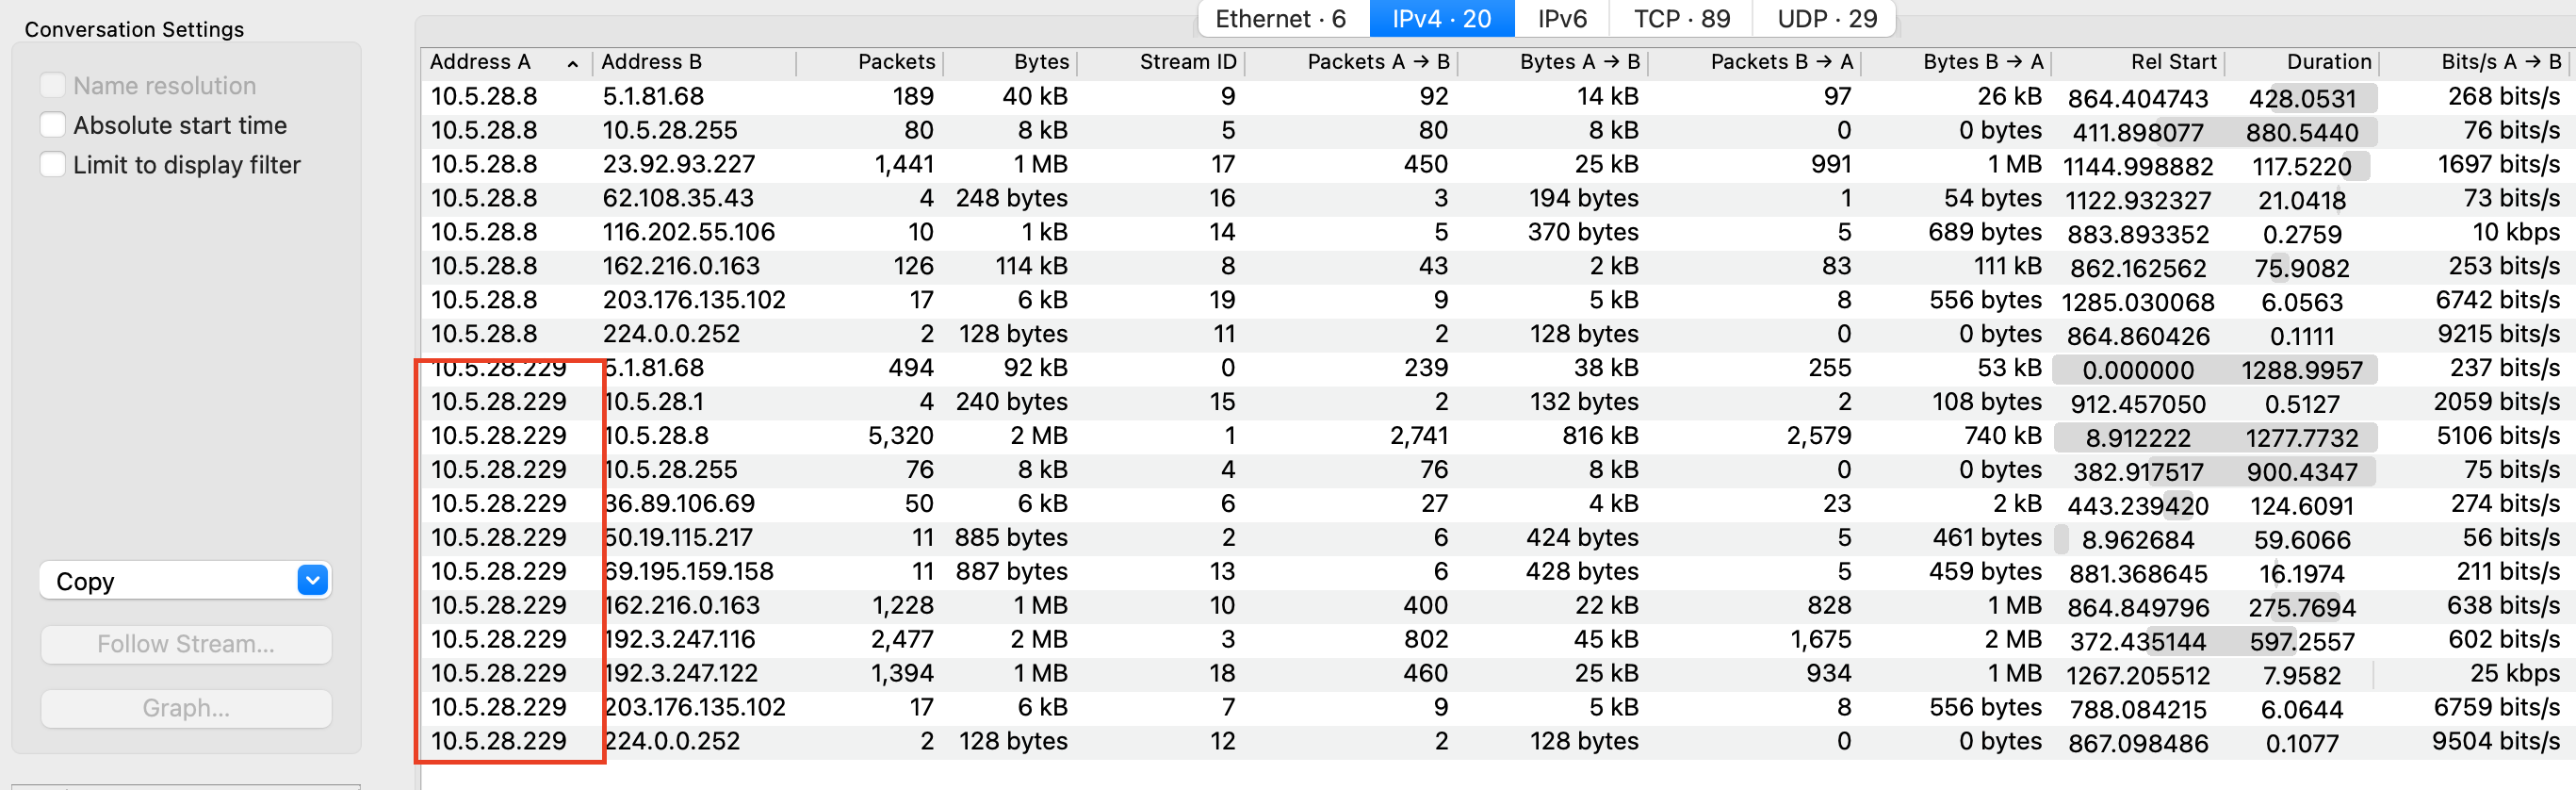 Conversation Settings
Name resolution
Absolute start time
Limit to display filter
Copy
Follow Stream...
Graph...
Ethernet · 6 IPv4 · 20 IPv6 TCP · 89 UDP · 29
Address A Address B Packets Bytes Stream ID Packets A → B Bytes A → B Packets B → A Bytes B → A Rel Start Duration Bits/s A → B
10.5.28.8 5.1.81.68 189 40 kB 9 92 14 kB 97 26 kB 864.404743 428.0531 268 bits/s
10.5.28.8 10.5.28.255 80 8 kB 5 80 8 kB 0 0 bytes 411.898077 880.5440 76 bits/s
10.5.28.8 23.92.93.227 1,441 1 MB 17 450 25 kB 991 1 MB 1144.998882 117.5220 1697 bits/s
10.5.28.8 62.108.35.43 4 248 bytes 16 3 194 bytes 1 54 bytes 1122.932327 21.0418 73 bits/s
10.5.28.8 116.202.55.106 10 1 kB 14 5 370 bytes 5 689 bytes 883.893352 0.2759 10 kbps
10.5.28.8 162.216.0.163 126 114 kB 8 43 2 kB 83 111 kB 862.162562 75.9082 253 bits/s
10.5.28.8 203.176.135.102 17 6 kB 19 9 5 kB 8 556 bytes 1285.030068 6.0563 6742 bits/s
10.5.28.8 224.0.0.252 2 128 bytes 11 2 128 bytes 0 0 bytes 864.860426 0.1111 9215 bits/s
10.5.28.229 5.1.81.68 494 92 kB 0 239 38 kB 255 53 kB 0.000000 1288.9957 237 bits/s
10.5.28.229 10.5.28.1 4 240 bytes 15 2 132 bytes 2 108 bytes 912.457050 0.5127 2059 bits/s
10.5.28.229 10.5.28.8 5,320 2 MB 1 2,741 816 kB 2,579 740 kB 8.912222 1277.7732 5106 bits/s
10.5.28.229 10.5.28.255 76 8 kB 4 76 8 kB 0 0 bytes 382.917517 900.4347 75 bits/s
10.5.28.229 36.89.106.69 50 6 kB 6 27 4 kB 23 2 kB 443.239420 124.6091 274 bits/s
10.5.28.229 50.19.115.217 11 885 bytes 2 6 424 bytes 5 461 bytes 8.962684 59.6066 56 bits/s
10.5.28.229 69.195.159.158 11 887 bytes 13 6 428 bytes 5 459 bytes 881.368645 16.1974 211 bits/s
10.5.28.229 162.216.0.163 1,228 1 MB 10 400 22 kB 828 1 MB 864.849796 275.7694 638 bits/s
10.5.28.229 192.3.247.116 2,477 2 MB 3 802 45 kB 1,675 2 MB 372.435144 597.2557 602 bits/s
10.5.28.229 192.3.247.122 1,394 1 MB 18 460 25 kB 934 1 MB 1267.205512 7.9582 25 kbps
10.5.28.229 203.176.135.102 17 6 kB 7 9 5 kB 8 556 bytes 788.084215 6.0644 6759 bits/s
10.5.28.229 224.0.0.252 2 128 bytes 12 2 128 bytes 0 0 bytes 867.098486 0.1077 9504 bits/s